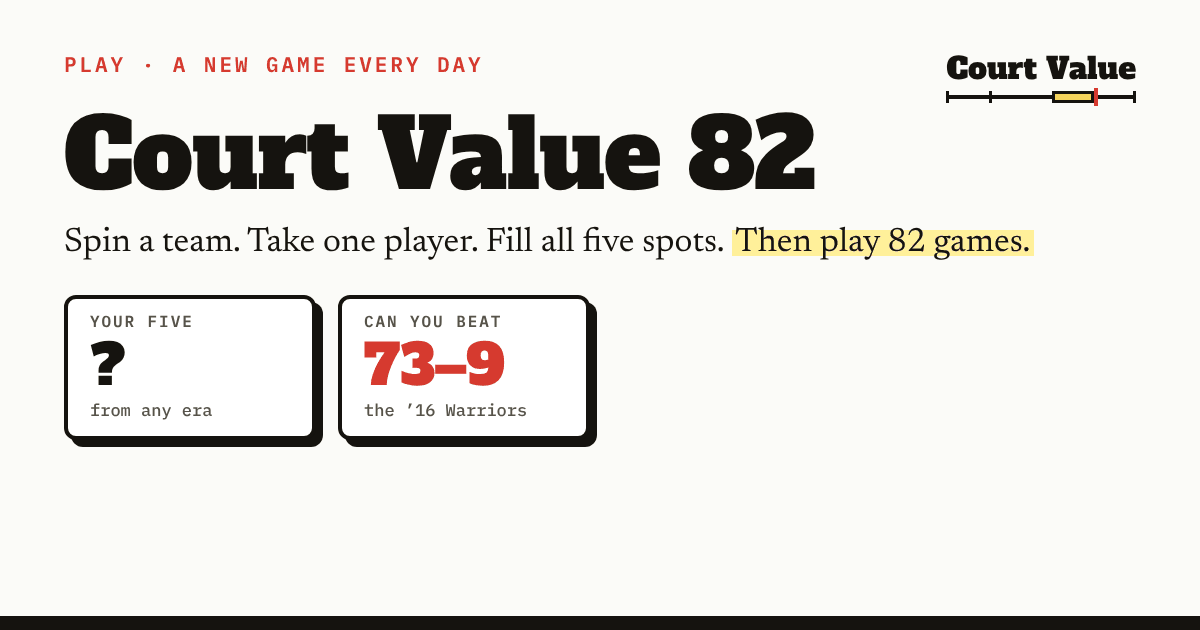 PLAY · A NEW GAME EVERY DAY
Court Value
Court Value 82
Spin a team. Take one player. Fill all five spots. Then play 82 games.
YOUR FIVE
?
from any era
CAN YOU BEAT
73–9
the ’16 Warriors